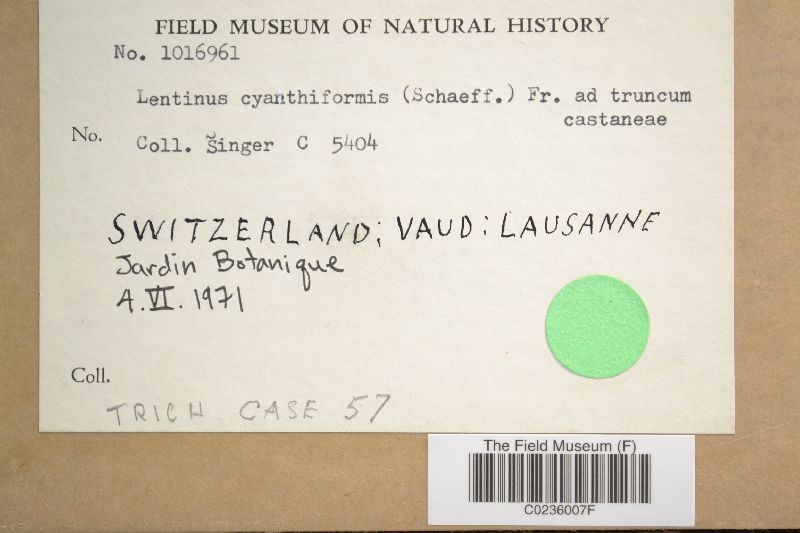 FIELD MUSEUM OF NATURAL HISTORY
No. 1016961
Lentinus cyanthiformis (Schaeff.) Fr. ad truncum
castaneae
No.
Coll. Singer C 5404
SWITZERLAND; VAUD: LAUSANNE
Jardin Botanique
4.VI.1971
Coll.
TRICH CASE 57
The Field Museum (F)
C0236007F